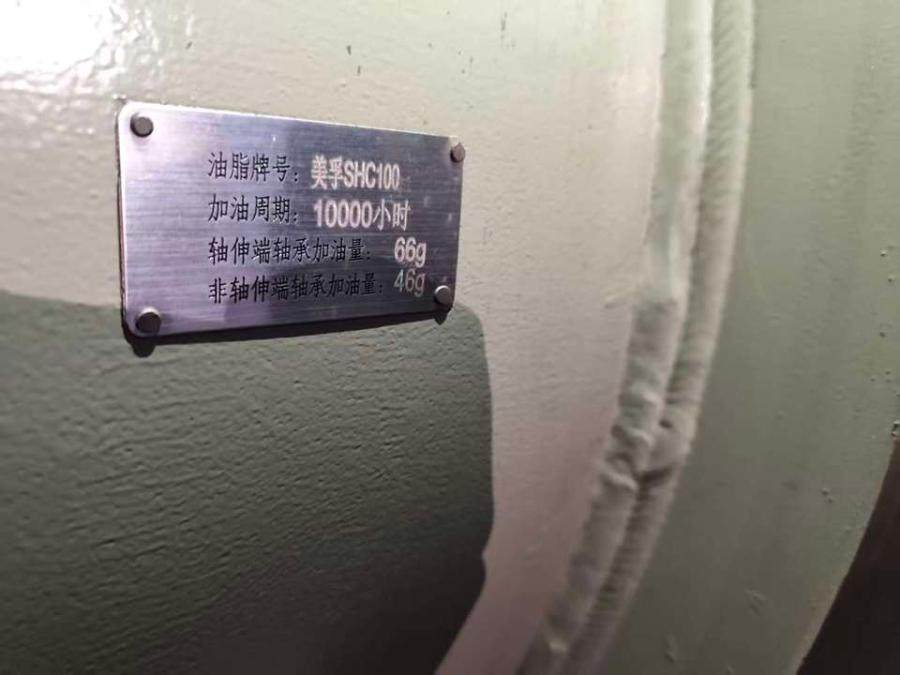 油脂牌号：美孚SHC100
加油周期：10000小时
轴伸端轴承加油量：66g
非轴伸端轴承加油量：46g